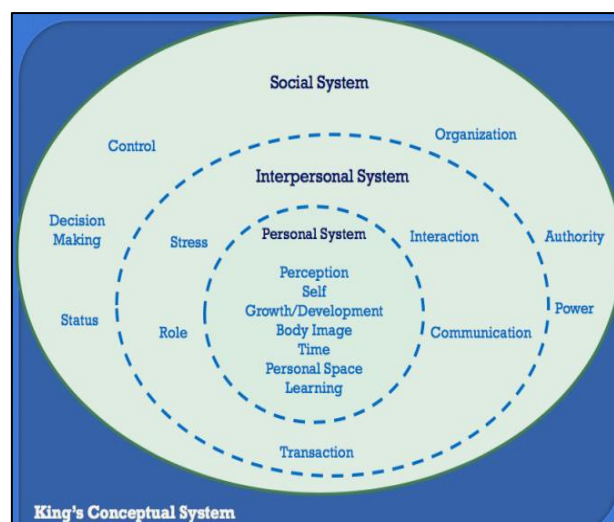 Social System
Control
Organization
Interpersonal System
Decision
Making
Stress
Personal System
Interaction
Authority
Perception
Self
Growth/Development
Body Image
Time
Personal Space
Learning
Status
Role
Communication
Power
Transaction
King's Conceptual System